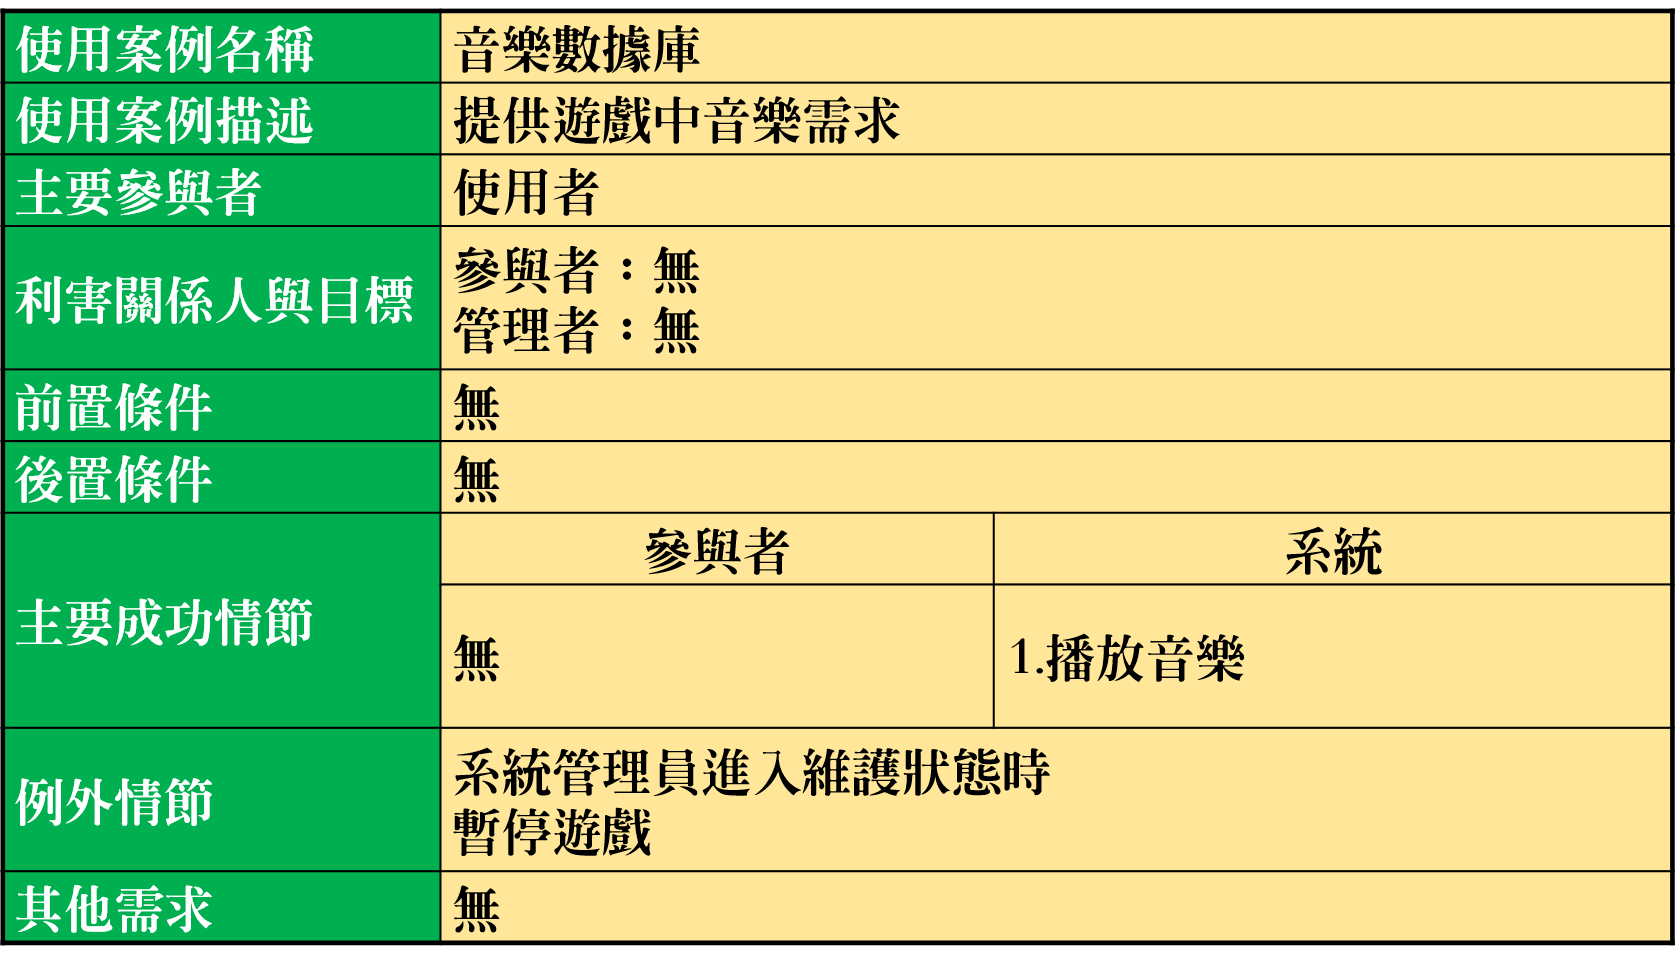 使用案例名稱 音樂數據庫
使用案例描述 提供遊戲中音樂需求
主要參與者 使用者
利害關係人與目標 參與者：無
管理者：無
前置條件 無
後置條件 無
主要成功情節 參與者 系統
無 1.播放音樂
例外情節 系統管理員進入維護狀態時
暫停遊戲
其他需求 無